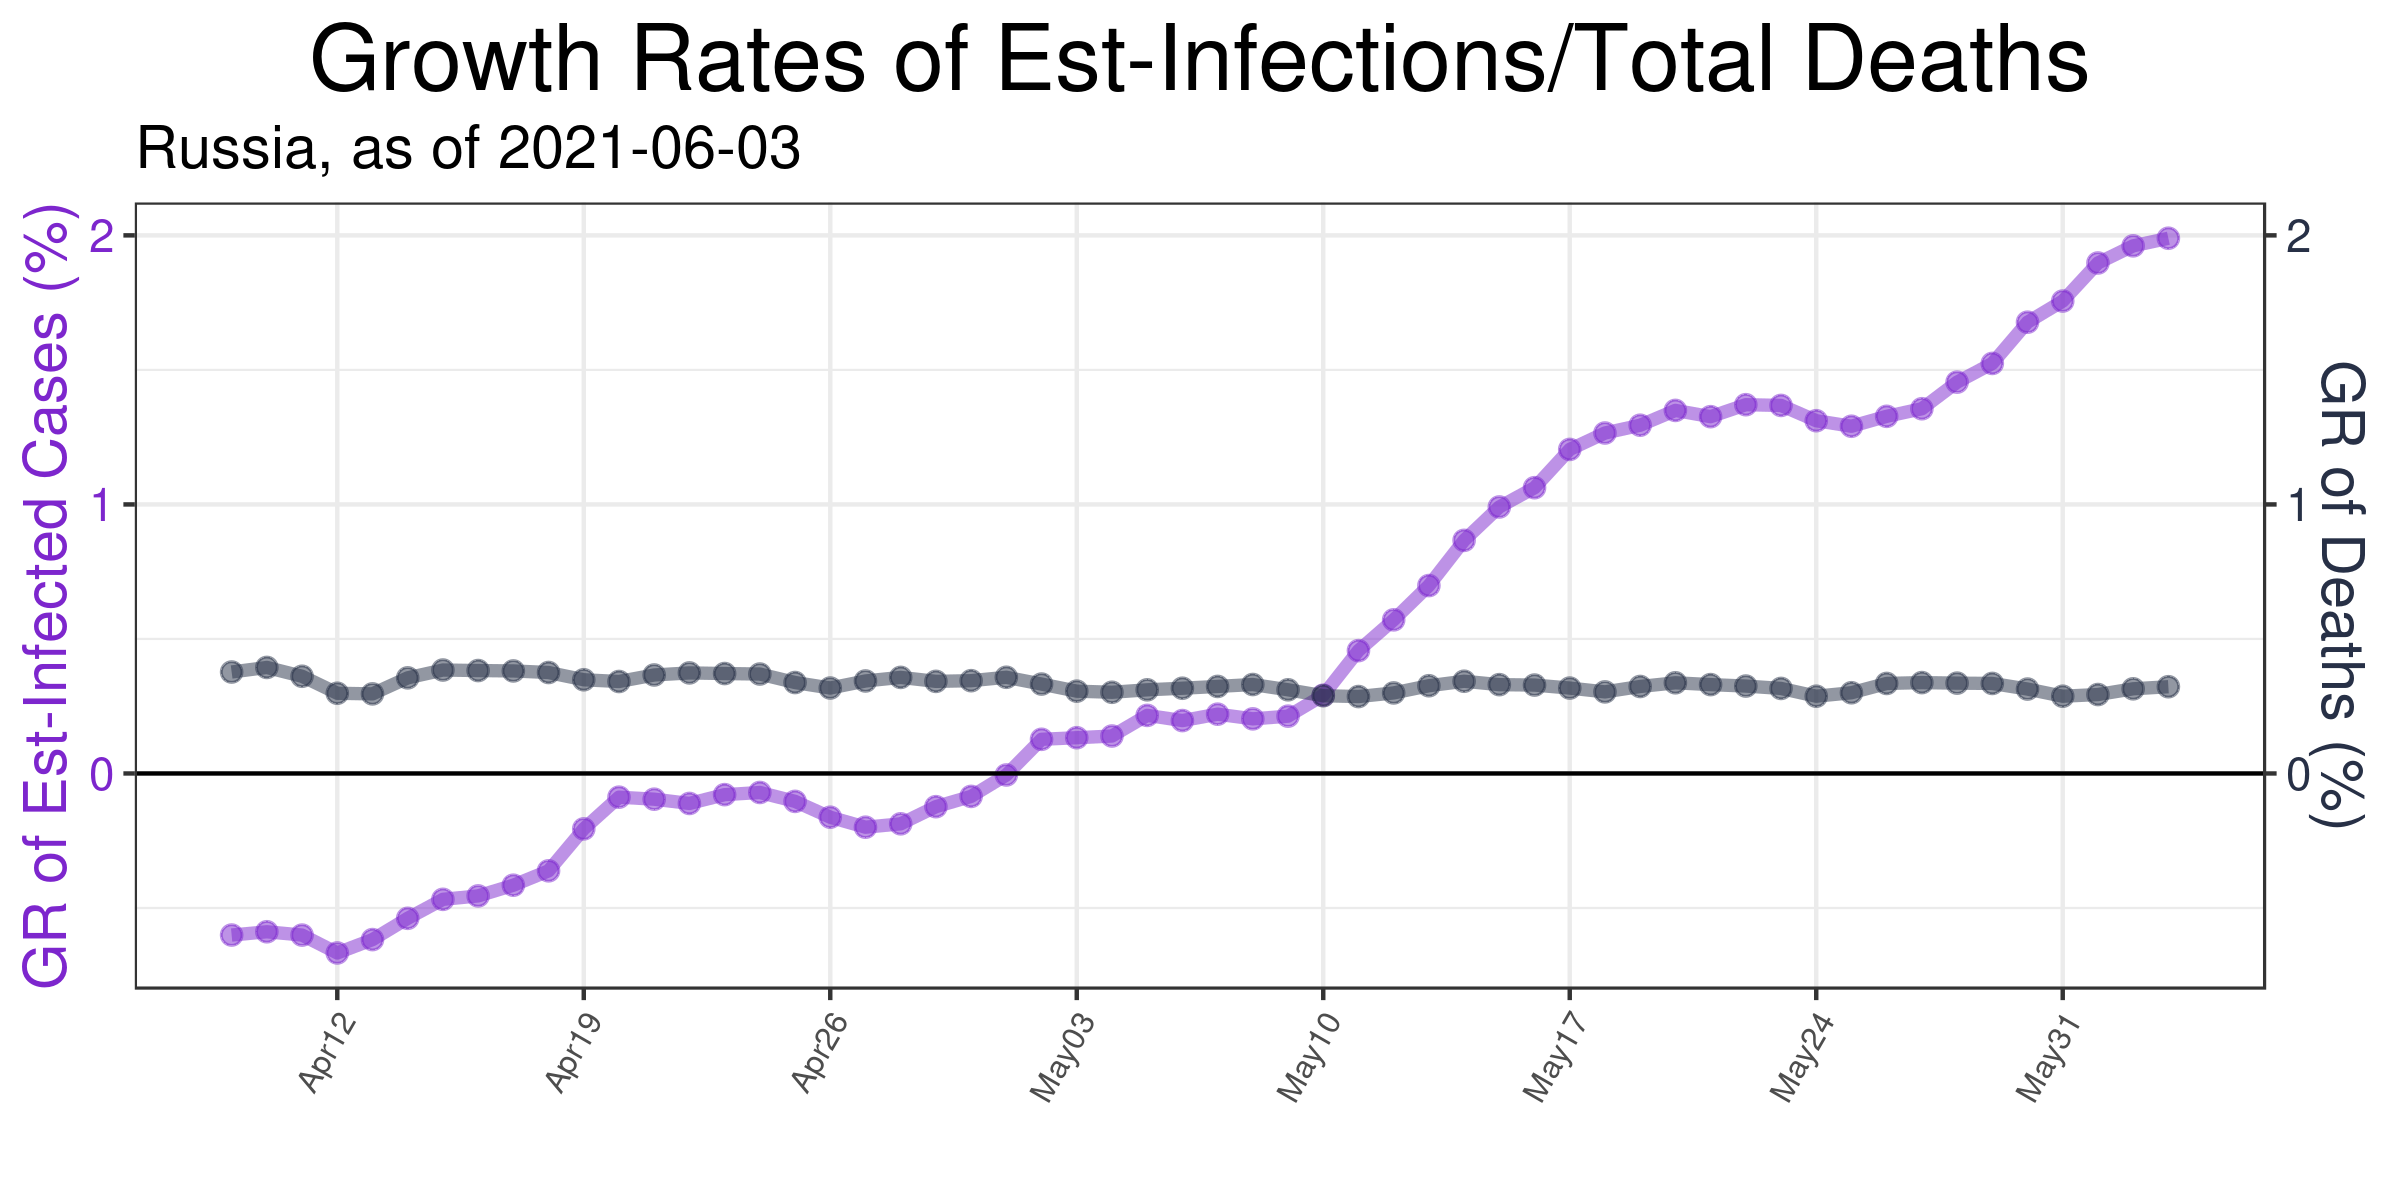 Growth Rates of Est-Infections/Total Deaths
Russia, as of 2021-06-03
GR of Est-Infected Cases (%)
2
1
0
2
1
0
GR of Deaths (%)
Apr12
Apr19
Apr26
May03
May10
May17
May24
May31